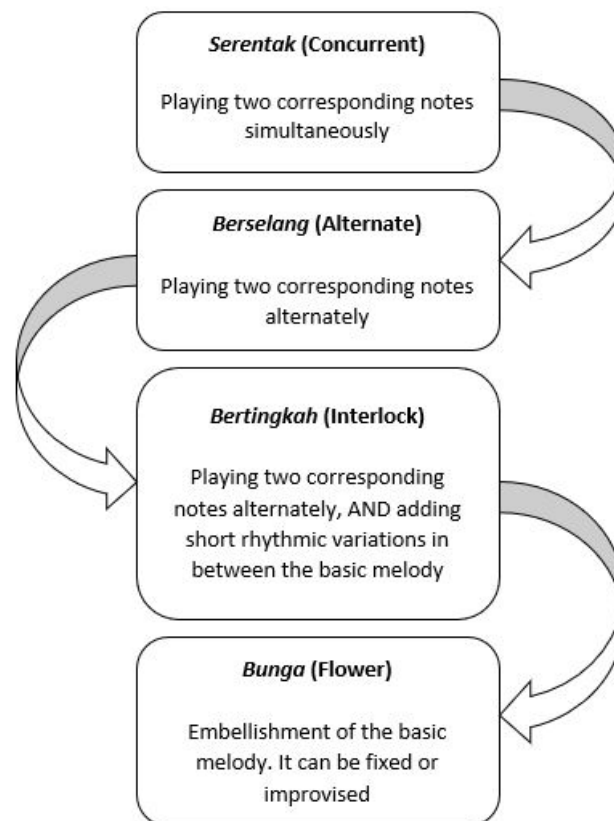 Serentak (Concurrent)
Playing two corresponding notes
simultaneously
Berselang (Alternate)
Playing two corresponding notes
alternately
Bertingkah (Interlock)
Playing two corresponding
notes alternately, AND adding
short rhythmic variations in
between the basic melody
Bunga (Flower)
Embellishment of the basic
melody. It can be fixed or
improvised